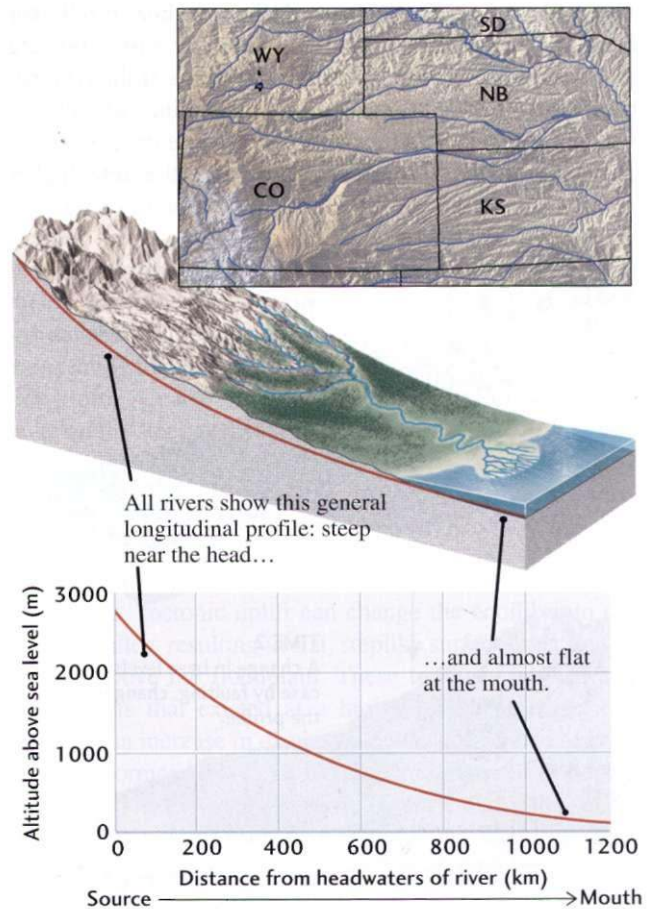 SD
WY
NB
CO
KS
All rivers show this general
longitudinal profile: steep
near the head…
…and almost flat
at the mouth.
Altitude above sea level (m)
3000
2000
1000
0
0 200 400 600 800 1000 1200
Distance from headwaters of river (km)
Source Mouth